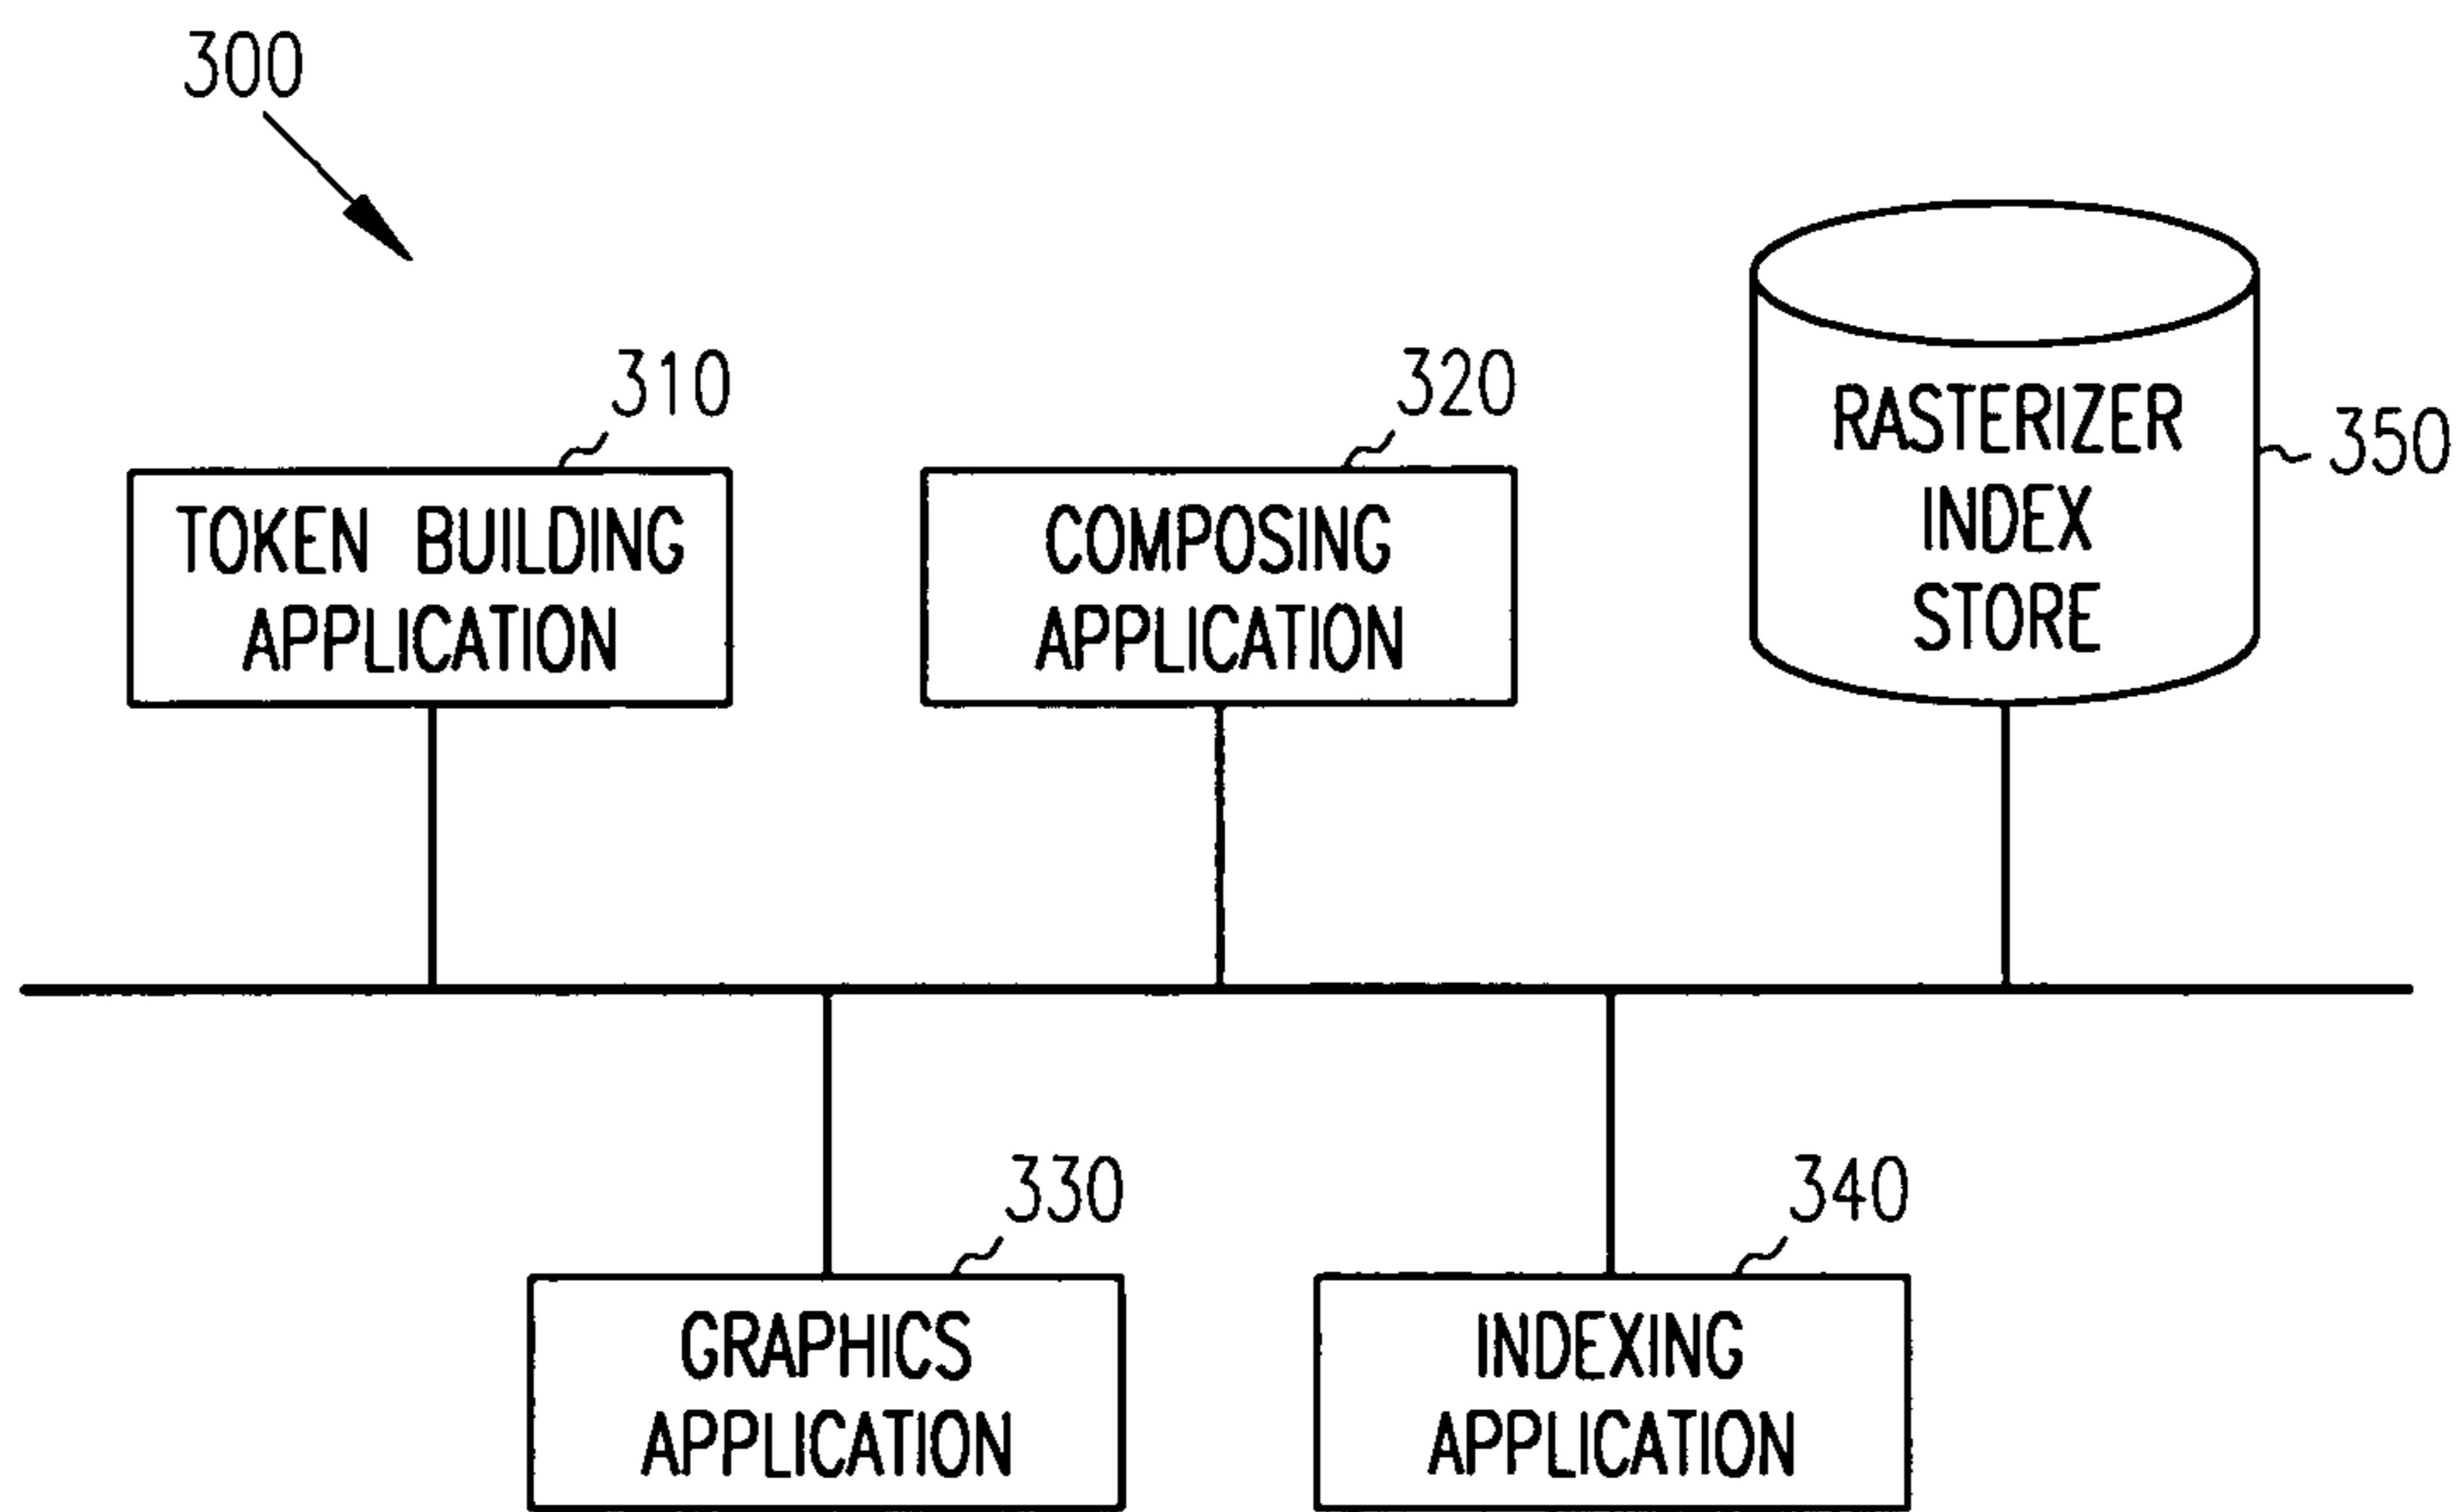 300
310
TOKEN BUILDING
APPLICATION
320
COMPOSING
APPLICATION
RASTERIZER
INDEX
STORE
350
330
GRAPHICS
APPLICATION
340
INDEXING
APPLICATION